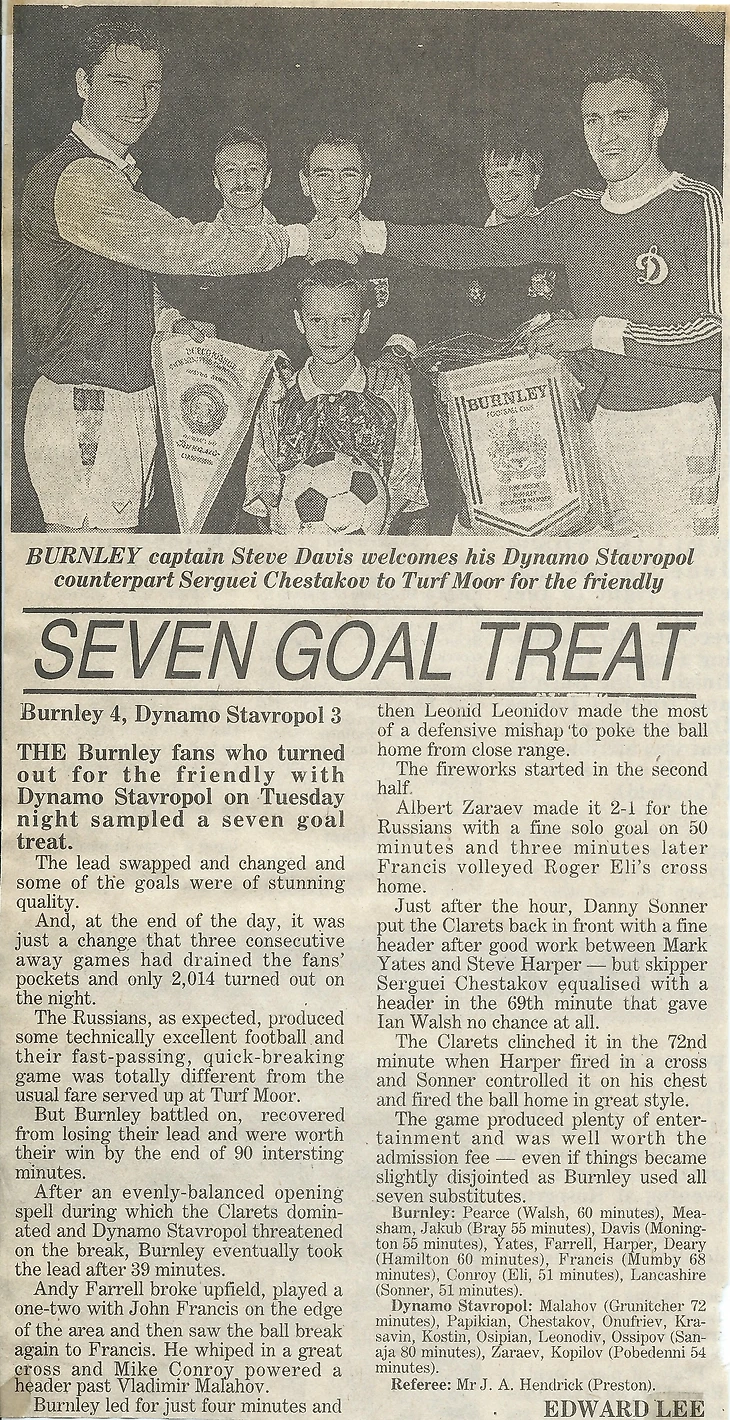 BURNLEY
FOOTBALL CLUB
BURNLEY captain Steve Davis welcomes his Dynamo Stavropol
counterpart Serguei Chestakov to Turf Moor for the friendly
SEVEN GOAL TREAT
Burnley 4, Dynamo Stavropol 3
THE Burnley fans who turned
out for the friendly with
Dynamo Stavropol on Tuesday
night sampled a seven goal
treat.
The lead swapped and changed and
some of the goals were of stunning
quality.
And, at the end of the day, it was
just a change that three consecutive
away games had drained the fans'
pockets and only 2,014 turned out on
the night.
The Russians, as expected, produced
some technically excellent football and
their fast-passing, quick-breaking
game was totally different from the
usual fare served up at Turf Moor.
But Burnley battled on, recovered
from losing their lead and were worth
their win by the end of 90 intersting
minutes.
After an evenly-balanced opening
spell during which the Clarets domin-
ated and Dynamo Stavropol threatened
on the break, Burnley eventually took
the lead after 39 minutes.
Andy Farrell broke upfield, played a
one-two with John Francis on the edge
of the area and then saw the ball break
again to Francis. He whiped in a great
cross and Mike Conroy powered a
header past Vladimir Malahov.
Burnley led for just four minutes and
then Leonid Leonidov made the most
of a defensive mishap to poke the ball
home from close range.
The fireworks started in the second
half.
Albert Zaraev made it 2-1 for the
Russians with a fine solo goal on 50
minutes and three minutes later
Francis volleyed Roger Eli's cross
home.
Just after the hour, Danny Sonner
put the Clarets back in front with a fine
header after good work between Mark
Yates and Steve Harper — but skipper
Serguei Chestakov equalised with a
header in the 69th minute that gave
Ian Walsh no chance at all.
The Clarets clinched it in the 72nd
minute when Harper fired in a cross
and Sonner controlled it on his chest
and fired the ball home in great style.
The game produced plenty of enter-
tainment and was well worth the
admission fee — even if things became
slightly disjointed as Burnley used all
seven substitutes.
Burnley: Pearce (Walsh, 60 minutes), Mea-
sham, Jakub (Bray 55 minutes), Davis (Moning-
ton 55 minutes), Yates, Farrell, Harper, Deary
(Hamilton 60 minutes), Francis (Mumby 68
minutes), Conroy (Eli, 51 minutes), Lancashire
(Sonner, 51 minutes).
Dynamo Stavropol: Malahov (Grunitcher 72
minutes), Papikian, Chestakov, Onufriev, Kra-
savin, Kostin, Osipian, Leonodiv, Ossipov (San-
aja 80 minutes), Zaraev, Kopilov (Pobedenni 54
minutes).
Referee: Mr J. A. Hendrick (Preston).
EDWARD LEE